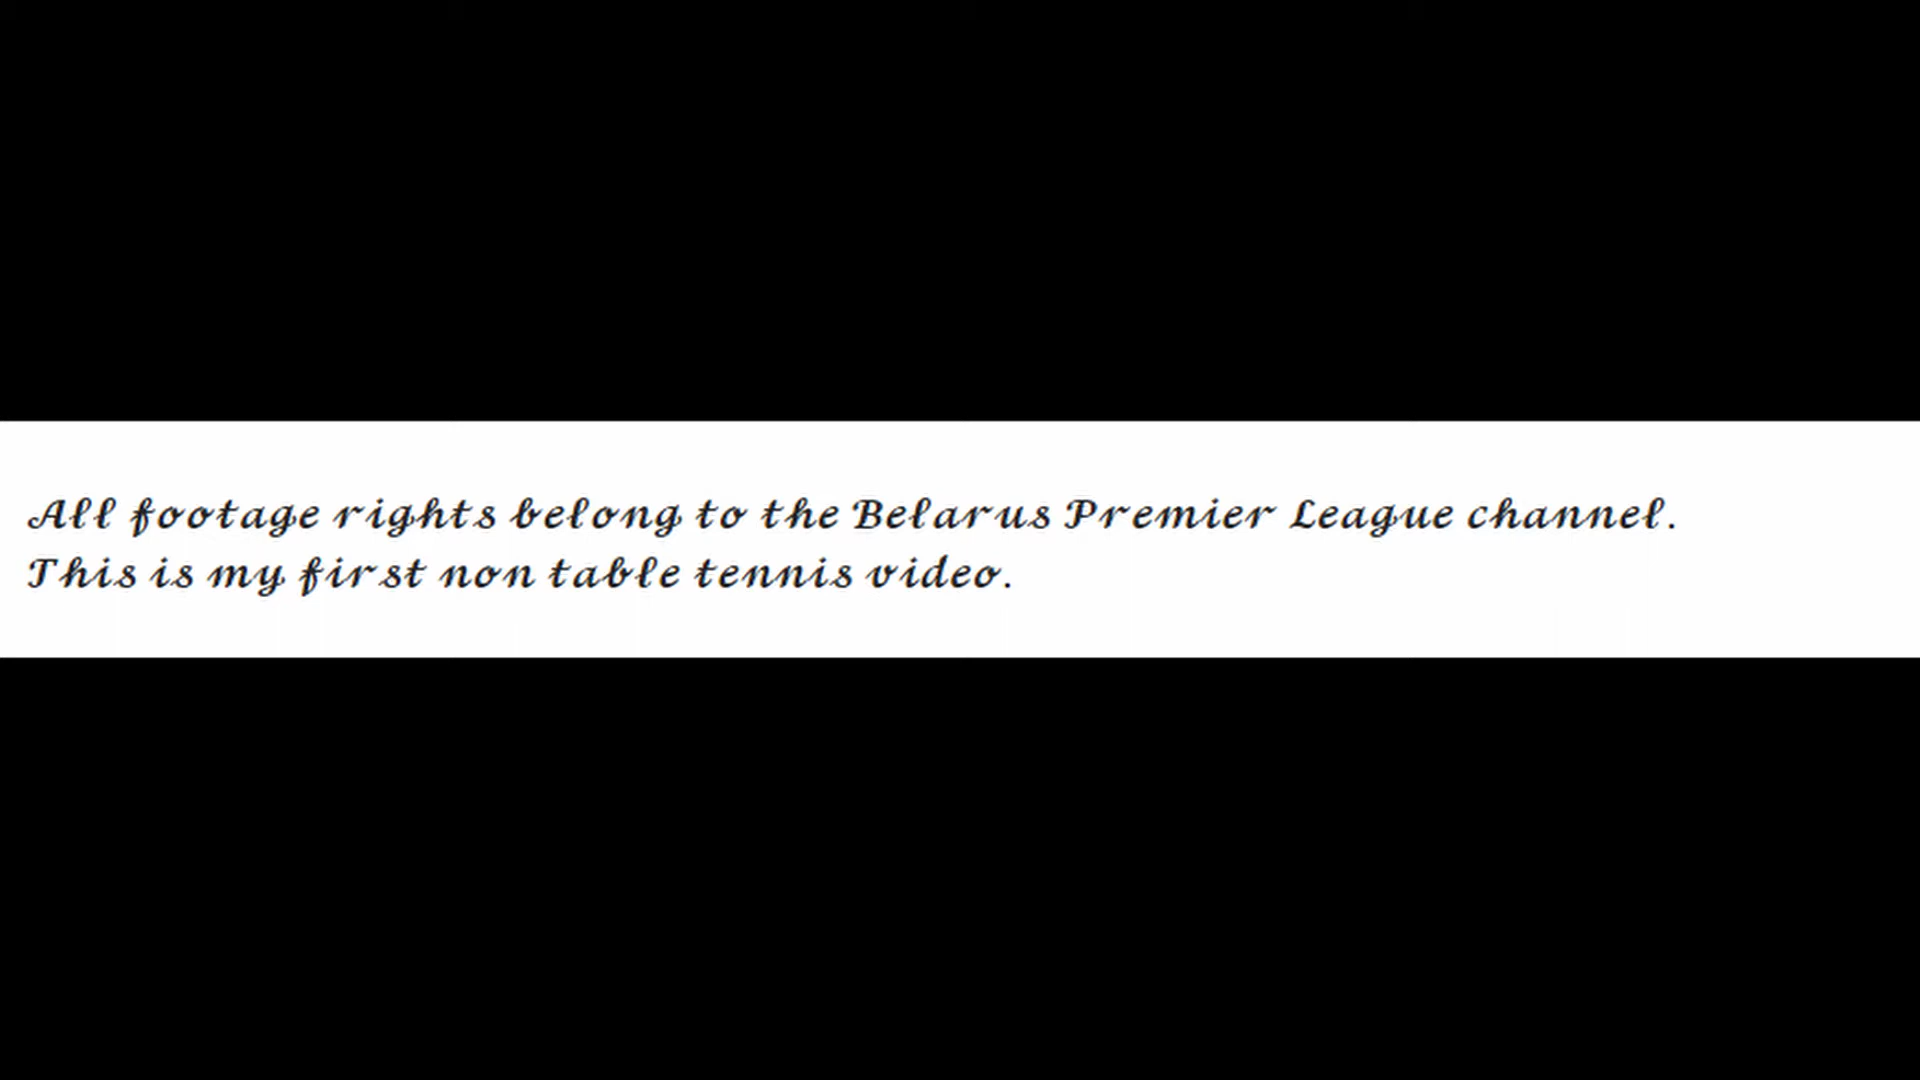 All footage rights belong to the Belarus Premier League channel.
This is my first non table tennis video.